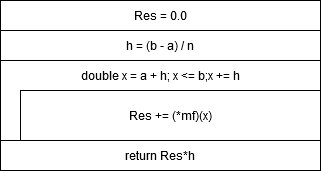 Res = 0.0
h = (b - a) / n
double x = a + h; x <= b;x += h
Res += (*mf)(x)
return Res*h